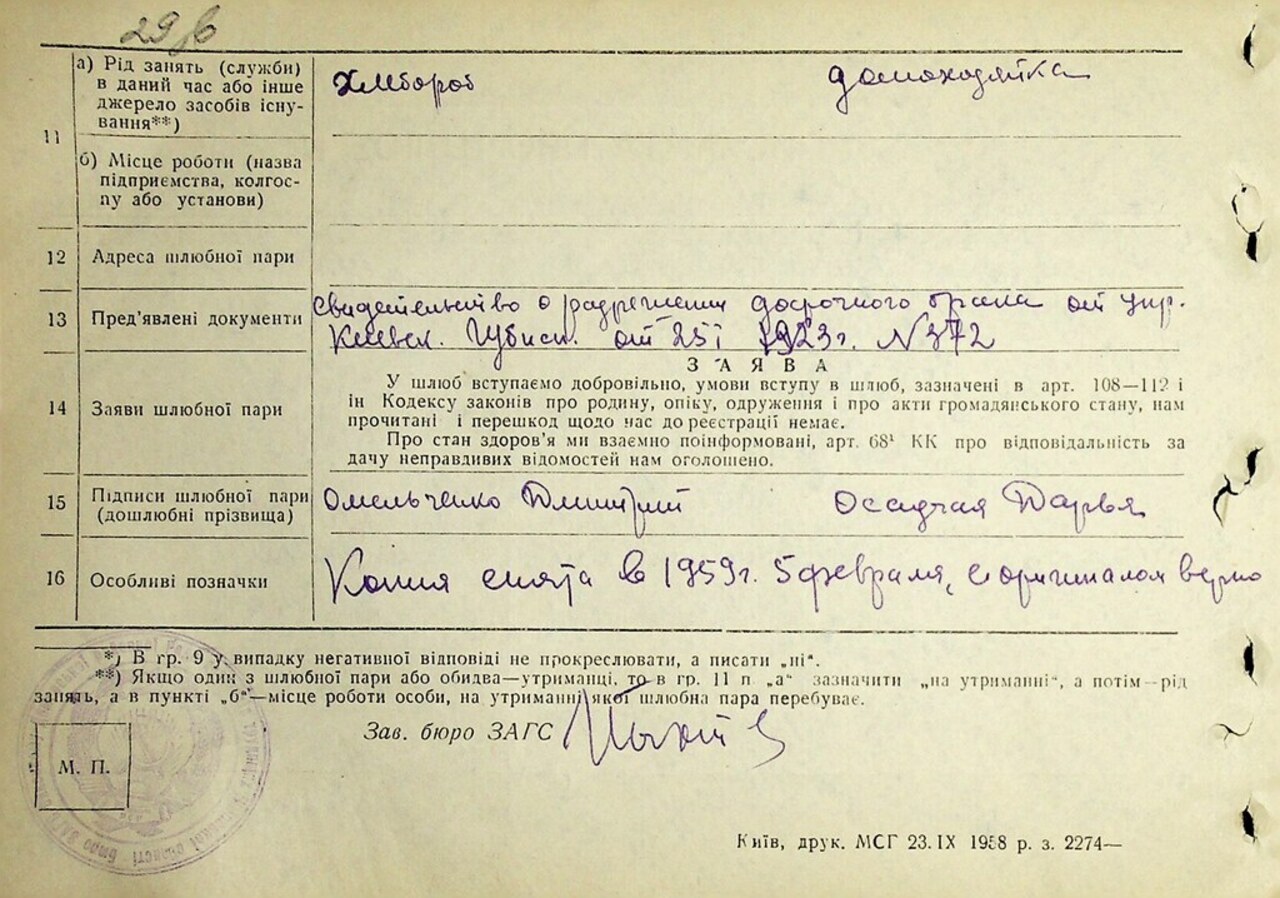 29 б
11
а) Рід занять (служби) в даний час або інше джерело засобів існування**)
хлебороб домохозяйка
б) Місце роботи (назва підприємства, колгоспу або установи)
12 Адреса шлюбної пари
13 Пред'явлені документи
Свидетельство о разрешении досрочного брака от упр.
Киевск. Губисп. от 25 і 1923 г. N 372
14 Заяви шлюбної пари
ЗАЯВА
У шлюб вступаємо добровільно, умови вступу в шлюб, зазначені в арт. 108—112 і
ін Кодексу законів про родину, опіку, одруження і про акти громадянського стану, нам
прочитані і перешкод щодо нас до реєстрації немає.
Про стан здоров'я ми взаємно поінформовані, арт. 68¹ КК про відповідальність за
дачу неправдивих відомостей нам оголошено.
15 Підписи шлюбної пари (дошлюбні прізвища)
Омельченко Дмитрий Осадчая Дарья
16 Особливі позначки
Копия снята в 1959 г. 5 февраля, с оригиналом верно
*) В гр. 9 у випадку негативної відповіді не прокреслювати, а писати „ні“.
**) Якщо один з шлюбної пари або обидва—утриманці, то в гр. 11 п „а“ зазначити „на утриманні“, а потім—рід
занять, а в пункті „б“—місце роботи особи, на утриманні якої шлюбна пара перебуває.
Зав. бюро ЗАГС
М. П.
Київ, друк. МСГ 23.IX 1958 р. з. 2274—